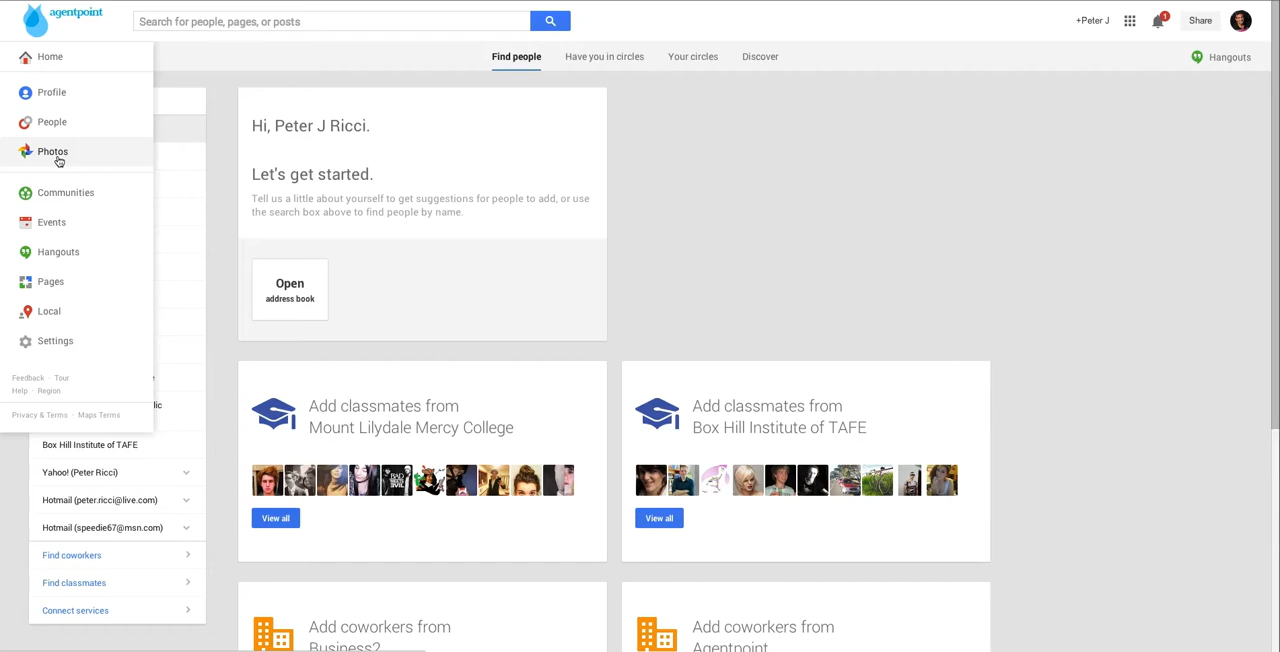 agentpoint
Search for people, pages, or posts
+Peter J
1
Share
Home
Find people
Have you in circles
Your circles
Discover
Hangouts
Profile
People
Photos
Communities
Events
Hangouts
Pages
Local
Settings
Feedback · Tour
Help · Region
Privacy & Terms · Maps Terms
Box Hill Institute of TAFE
Yahoo! (Peter Ricci)
Hotmail (peter.ricci@live.com)
Hotmail (speedie67@msn.com)
Find coworkers
Find classmates
Connect services
Hi, Peter J Ricci.
Let's get started.
Tell us a little about yourself to get suggestions for people to add, or use
the search box above to find people by name.
Open
address book
Add classmates from
Mount Lilydale Mercy College
View all
Add classmates from
Box Hill Institute of TAFE
View all
Add coworkers from
Business2
Add coworkers from
Agentpoint